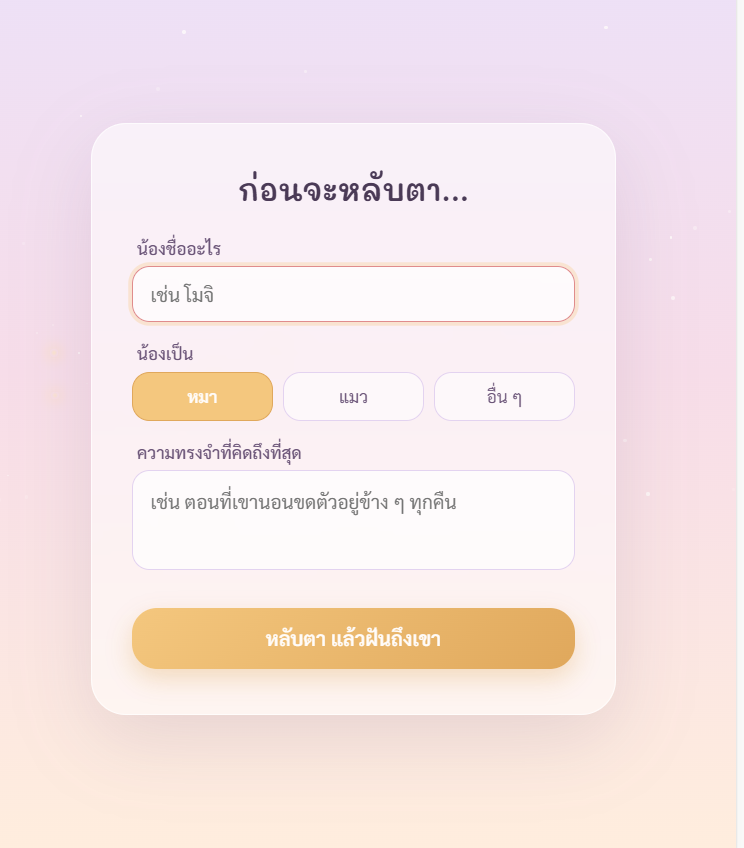 ก่อนจะหลับตา...
น้องชื่ออะไร
เช่น โมจิ
น้องเป็น
หมา
แมว
อื่น ๆ
ความทรงจำที่คิดถึงที่สุด
เช่น ตอนที่เขานอนขดตัวอยู่ข้าง ๆ ทุกคืน
หลับตา แล้วฝันถึงเขา